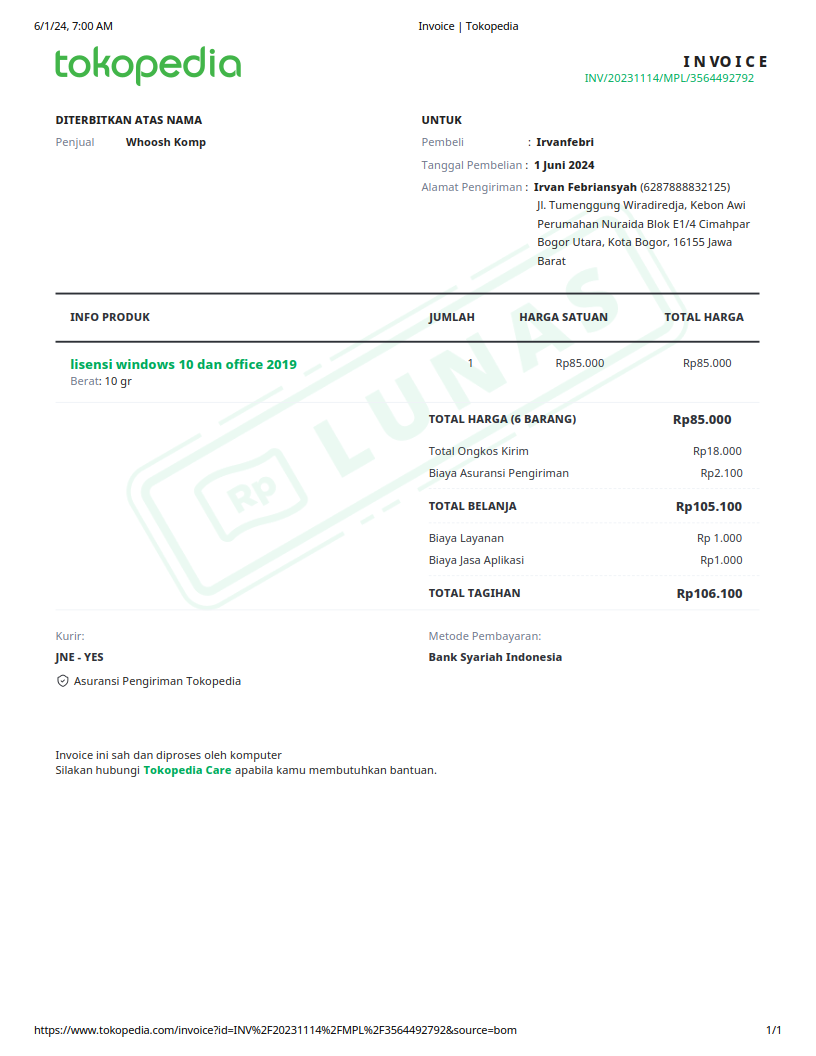 6/1/24, 7:00 AM Invoice | Tokopedia
tokopedia
INVOICE
INV/20231114/MPL/3564492792
DITERBITKAN ATAS NAMA
Penjual Whoosh Komp
UNTUK
Pembeli : Irvanfebri
Tanggal Pembelian : 1 Juni 2024
Alamat Pengiriman : Irvan Febriansyah (6287888832125)
Jl. Tumenggung Wiradiredja, Kebon Awi
Perumahan Nuraida Blok E1/4 Cimahpar
Bogor Utara, Kota Bogor, 16155 Jawa
Barat
INFO PRODUK JUMLAH HARGA SATUAN TOTAL HARGA
lisensi windows 10 dan office 2019 1 Rp85.000 Rp85.000
Berat: 10 gr
TOTAL HARGA (6 BARANG) Rp85.000
Total Ongkos Kirim Rp18.000
Biaya Asuransi Pengiriman Rp2.100
TOTAL BELANJA Rp105.100
Biaya Layanan Rp 1.000
Biaya Jasa Aplikasi Rp1.000
TOTAL TAGIHAN Rp106.100
Rp LUNAS
Kurir:
JNE - YES
Asuransi Pengiriman Tokopedia
Metode Pembayaran:
Bank Syariah Indonesia
Invoice ini sah dan diproses oleh komputer
Silakan hubungi Tokopedia Care apabila kamu membutuhkan bantuan.
https://www.tokopedia.com/invoice?id=INV%2F20231114%2FMPL%2F3564492792&source=bom 1/1